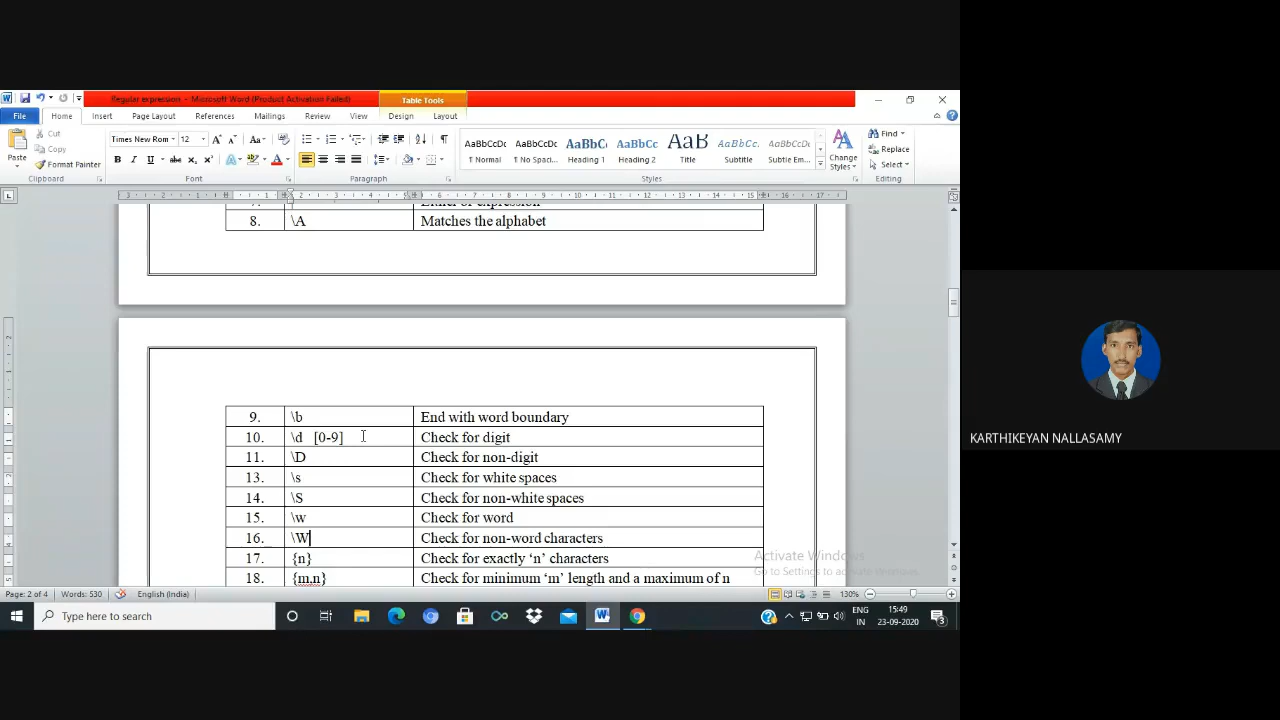 Regular expression - Microsoft Word (Product Activation Failed)
Table Tools
File Home Insert Page Layout References Mailings Review View Design Layout
Cut
Copy
Format Painter
Paste
Clipboard
Times New Rom 12
Font
Paragraph
AaBbCcDc AaBbCcDc AaBbC AaBbCc AaB AaBbCc. AaBbCcDc
¶ Normal ¶ No Spac... Heading 1 Heading 2 Title Subtitle Subtle Em...
Styles
Change Styles
Find
Replace
Select
Editing
8. \A Matches the alphabet
9. \b End with word boundary
10. \d [0-9] Check for digit
11. \D Check for non-digit
13. \s Check for white spaces
14. \S Check for non-white spaces
15. \w Check for word
16. \W Check for non-word characters
17. {n} Check for exactly ‘n’ characters
18. {m,n} Check for minimum ‘m’ length and a maximum of n
Activate Windows
Go to Settings to activate Windows.
Page: 2 of 4 Words: 530 English (India) 130%
Type here to search
ENG
IN
15:49
23-09-2020
3
KARTHIKEYAN NALLASAMY